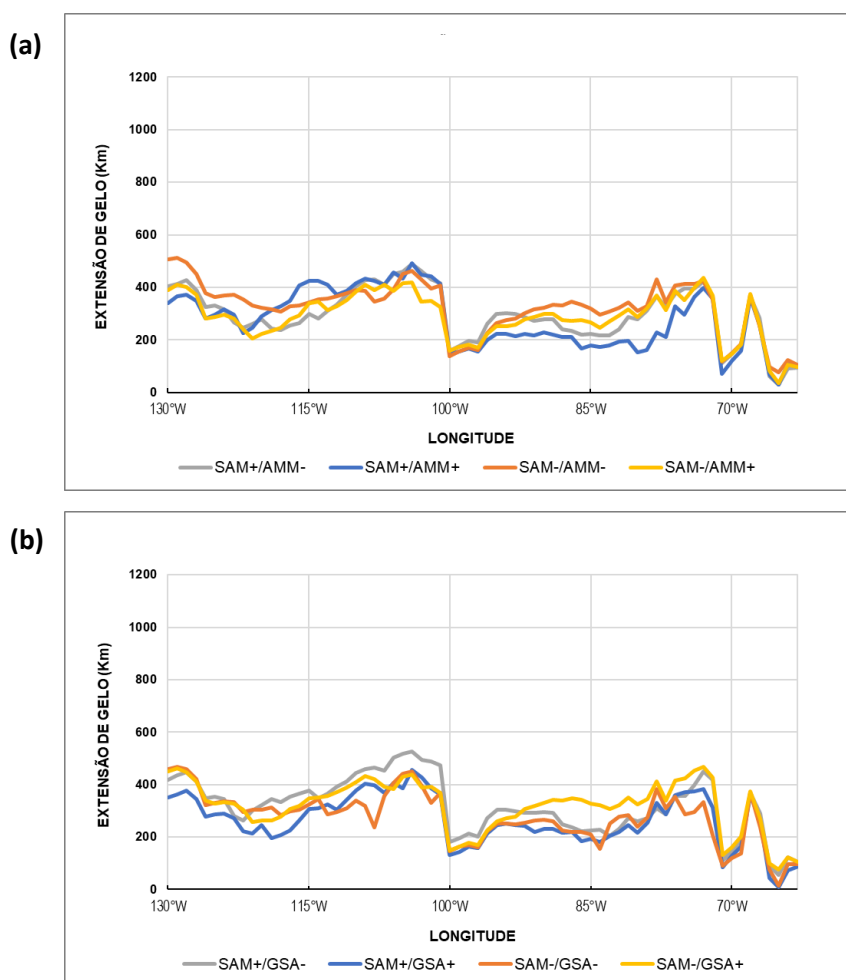 (a)
1200
1000
800
600
400
200
0
EXTENSÃO DE GELO (Km)
130°W 115°W 100°W 85°W 70°W
LONGITUDE
SAM+/AMM- SAM+/AMM+ SAM-/AMM- SAM-/AMM+
(b)
1200
1000
800
600
400
200
0
EXTENSÃO DE GELO (Km)
130°W 115°W 100°W 85°W 70°W
LONGITUDE
SAM+/GSA- SAM+/GSA+ SAM-/GSA- SAM-/GSA+